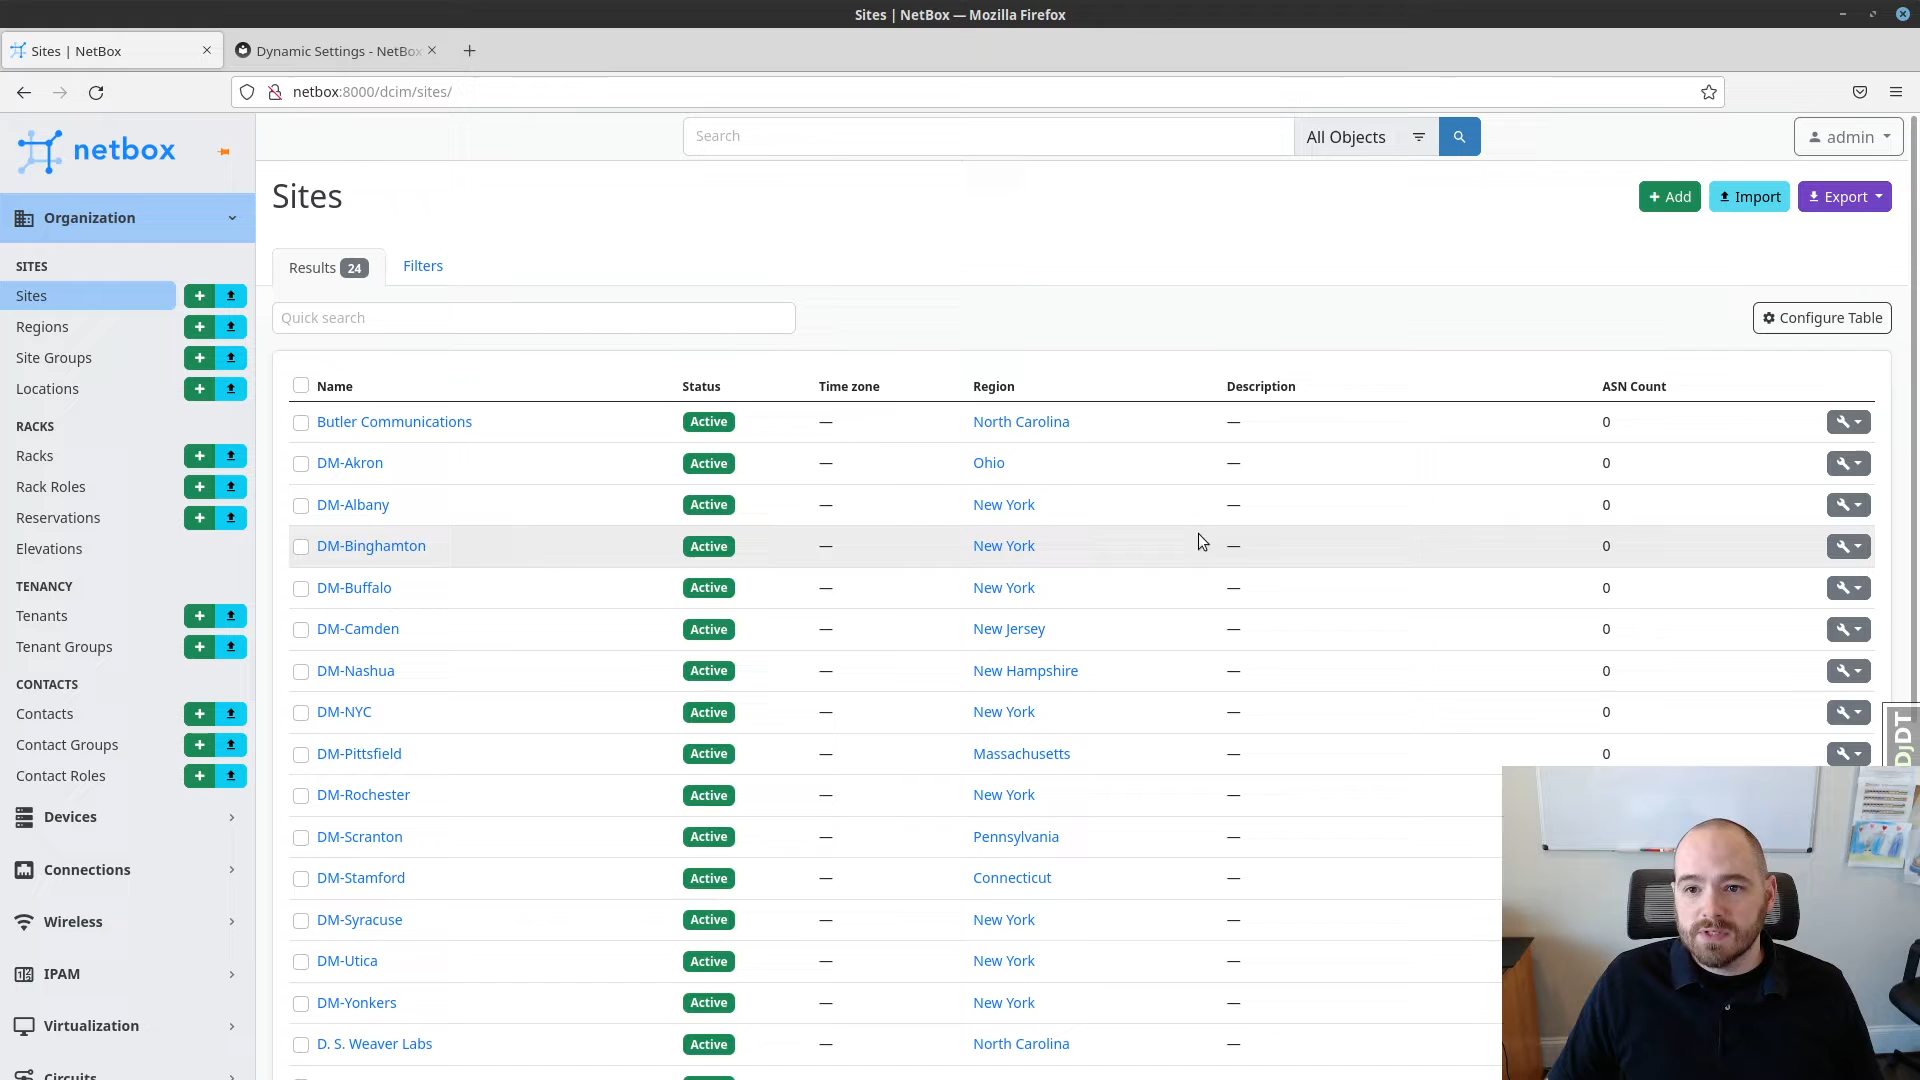 Sites | NetBox — Mozilla Firefox
Sites | NetBox
Dynamic Settings - NetBox
netbox:8000/dcim/sites/
netbox
Search
All Objects
admin
Organization
Sites
Add
Import
Export
SITES
Results 24
Filters
Sites
Quick search
Configure Table
Regions
Site Groups
Locations
RACKS
Racks
Rack Roles
Reservations
Elevations
TENANCY
Tenants
Tenant Groups
CONTACTS
Contacts
Contact Groups
Contact Roles
Devices
Connections
Wireless
IPAM
Virtualization
Circuits
Name Status Time zone Region Description ASN Count
Butler Communications Active — North Carolina — 0
DM-Akron Active — Ohio — 0
DM-Albany Active — New York — 0
DM-Binghamton Active — New York — 0
DM-Buffalo Active — New York — 0
DM-Camden Active — New Jersey — 0
DM-Nashua Active — New Hampshire — 0
DM-NYC Active — New York — 0
DM-Pittsfield Active — Massachusetts — 0
DM-Rochester Active — New York —
DM-Scranton Active — Pennsylvania —
DM-Stamford Active — Connecticut —
DM-Syracuse Active — New York —
DM-Utica Active — New York —
DM-Yonkers Active — New York —
D. S. Weaver Labs Active — North Carolina —
DjDT